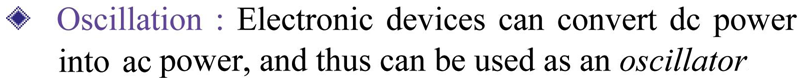 Oscillation : Electronic devices can convert dc power
into ac power, and thus can be used as an oscillator